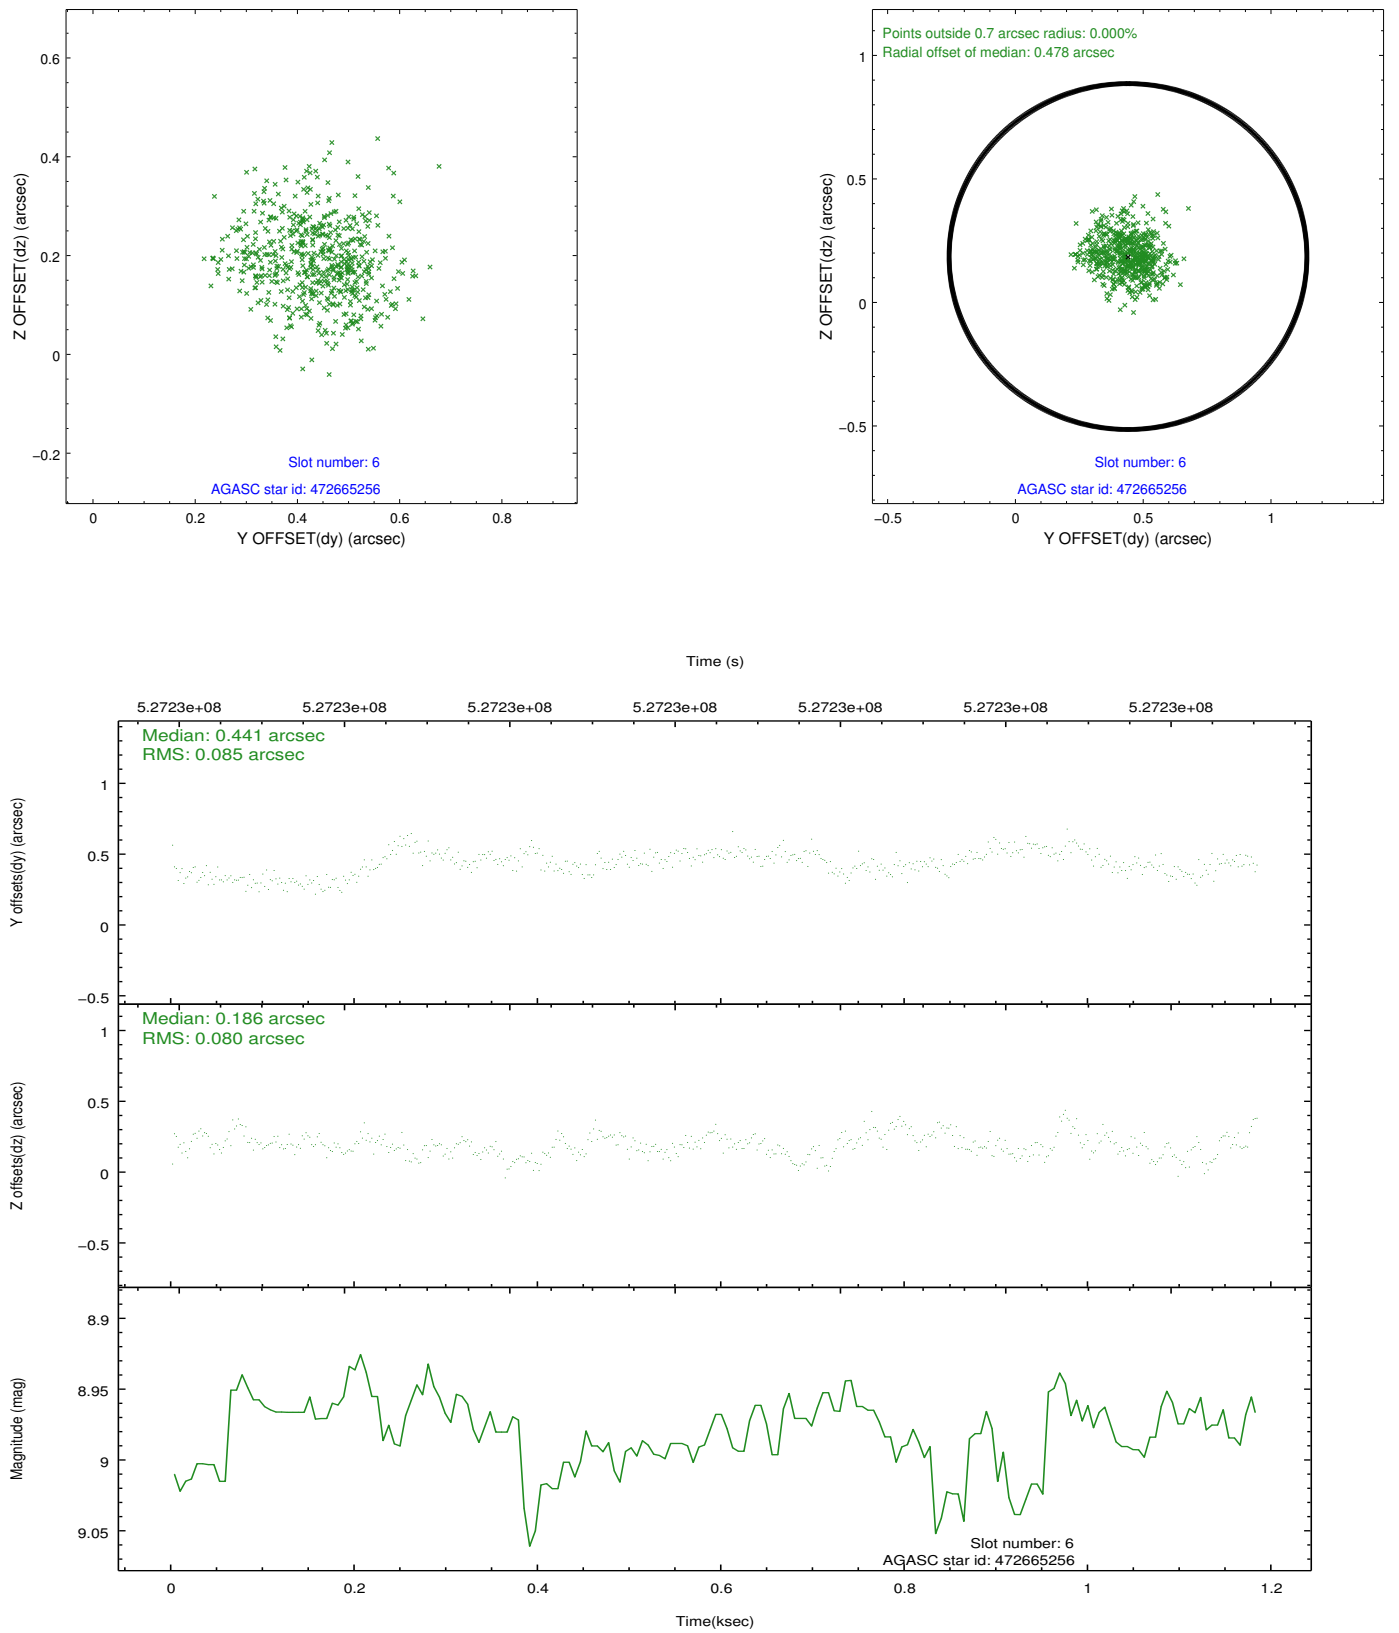 0.6
0.4
0.2
0
−0.2
Z OFFSET(dz) (arcsec)
Slot number: 6
AGASC star id: 472665256
0 0.2 0.4 0.6 0.8
Y OFFSET(dy) (arcsec)
Points outside 0.7 arcsec radius: 0.000%
Radial offset of median: 0.478 arcsec
1
0.5
0
−0.5
Z OFFSET(dz) (arcsec)
Slot number: 6
AGASC star id: 472665256
−0.5 0 0.5 1
Y OFFSET(dy) (arcsec)
Time (s)
5.2723e+08 5.2723e+08 5.2723e+08 5.2723e+08 5.2723e+08 5.2723e+08 5.2723e+08
Median: 0.441 arcsec
RMS: 0.085 arcsec
1
0.5
0
−0.5
Y offsets(dy) (arcsec)
Median: 0.186 arcsec
RMS: 0.080 arcsec
1
0.5
0
−0.5
Z offsets(dz) (arcsec)
8.9
8.95
9
9.05
Magnitude (mag)
Slot number: 6
AGASC star id: 472665256
0 0.2 0.4 0.6 0.8 1 1.2
Time(ksec)